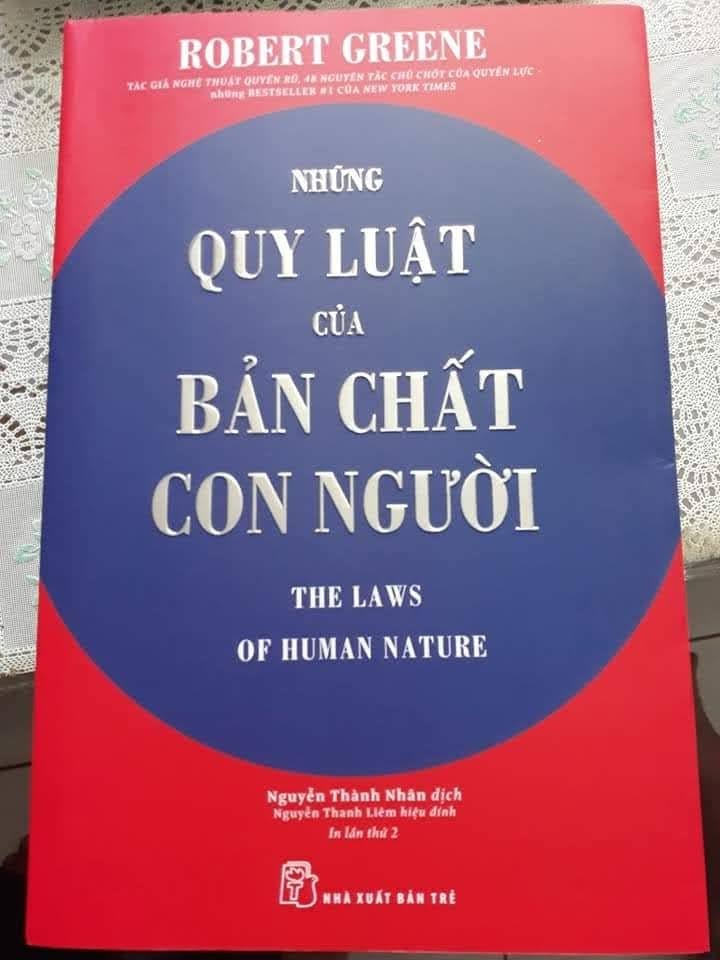 ROBERT GREENE
TÁC GIẢ NGHỆ THUẬT QUYẾN RŨ, 48 NGUYÊN TẮC CHỦ CHỐT CỦA QUYỀN LỰC -
những BESTSELLER #1 CỦA NEW YORK TIMES
NHỮNG
QUY LUẬT
CỦA
BẢN CHẤT
CON NGƯỜI
THE LAWS
OF HUMAN NATURE
Nguyễn Thành Nhân dịch
Nguyễn Thanh Liêm hiệu đính
In lần thứ 2
NHÀ XUẤT BẢN TRẺ